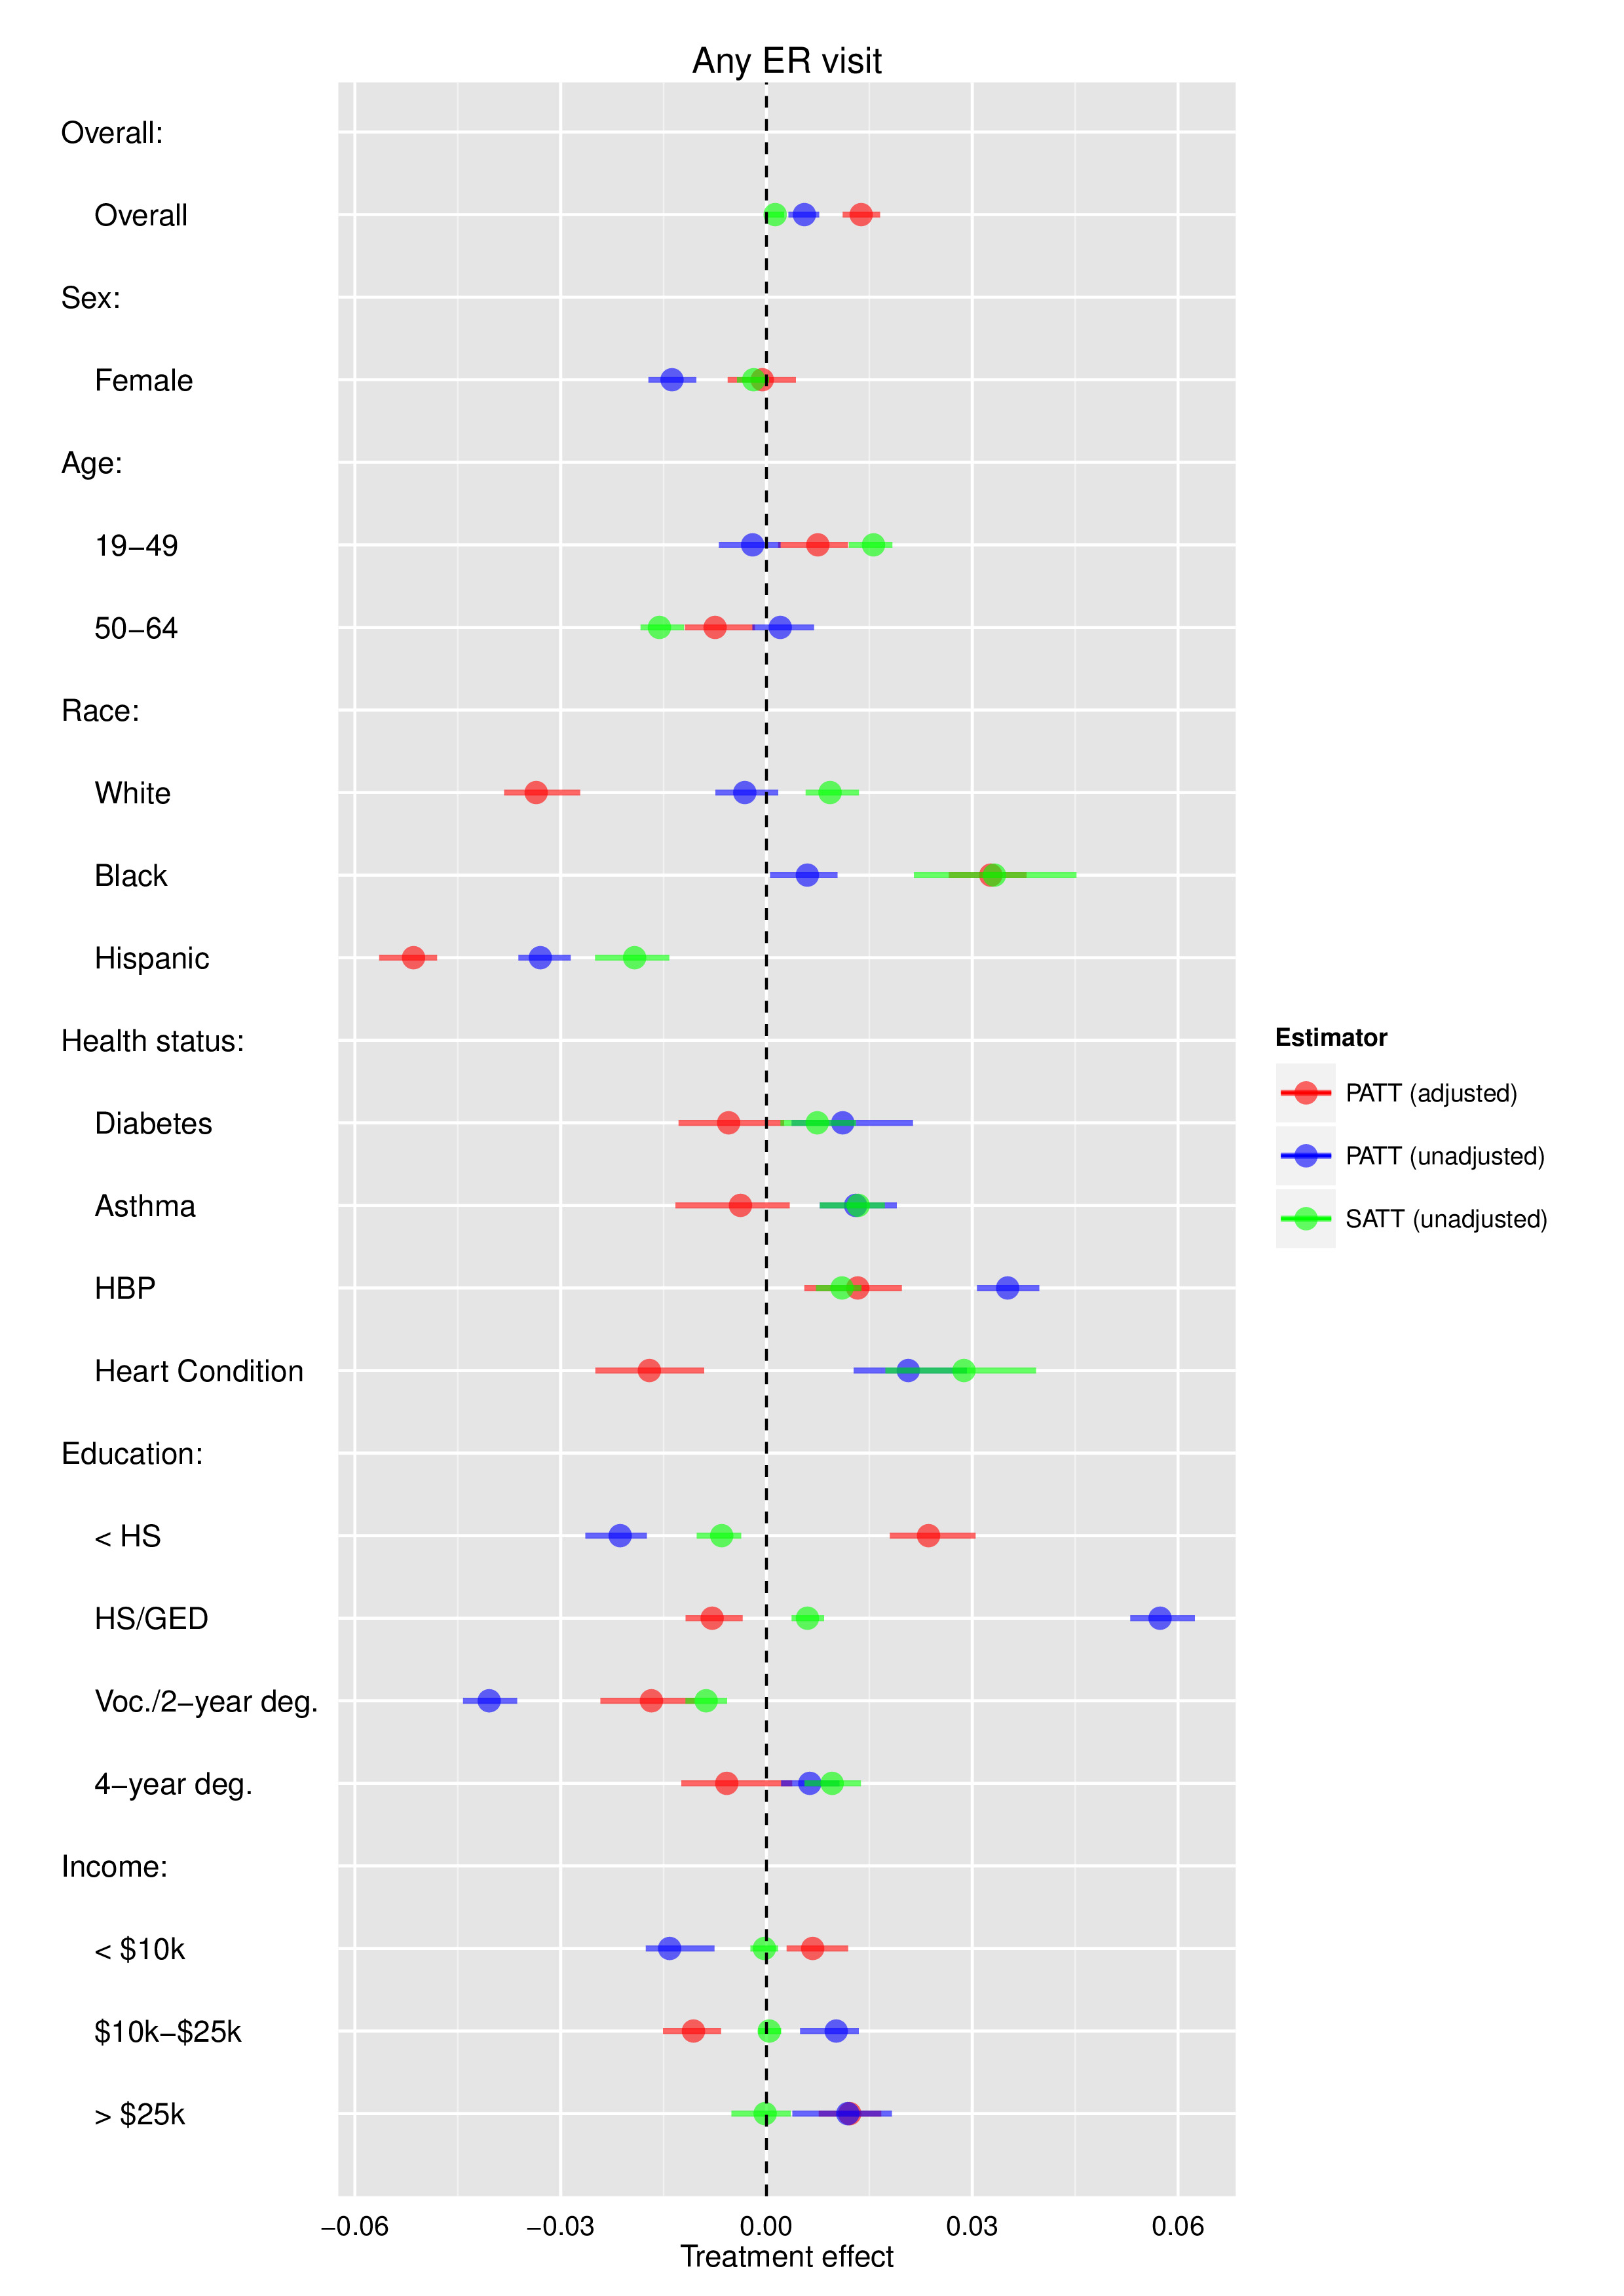 Any ER visit
Overall:
Overall
Sex:
Female
Age:
19−49
50−64
Race:
White
Black
Hispanic
Health status:
Diabetes
Asthma
HBP
Heart Condition
Education:
< HS
HS/GED
Voc./2−year deg.
4−year deg.
Income:
< $10k
$10k−$25k
> $25k
−0.06 −0.03 0.00 0.03 0.06
Treatment effect
Estimator
PATT (adjusted)
PATT (unadjusted)
SATT (unadjusted)